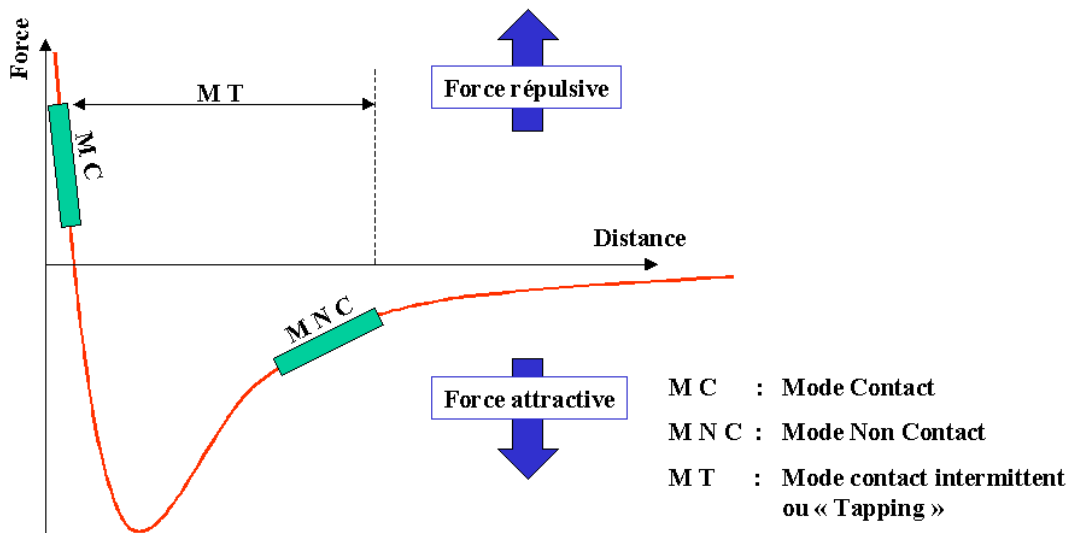 Force
M T
Force répulsive
M C
Distance
M N C
Force attractive
M C : Mode Contact
M N C : Mode Non Contact
M T : Mode contact intermittent
ou « Tapping »